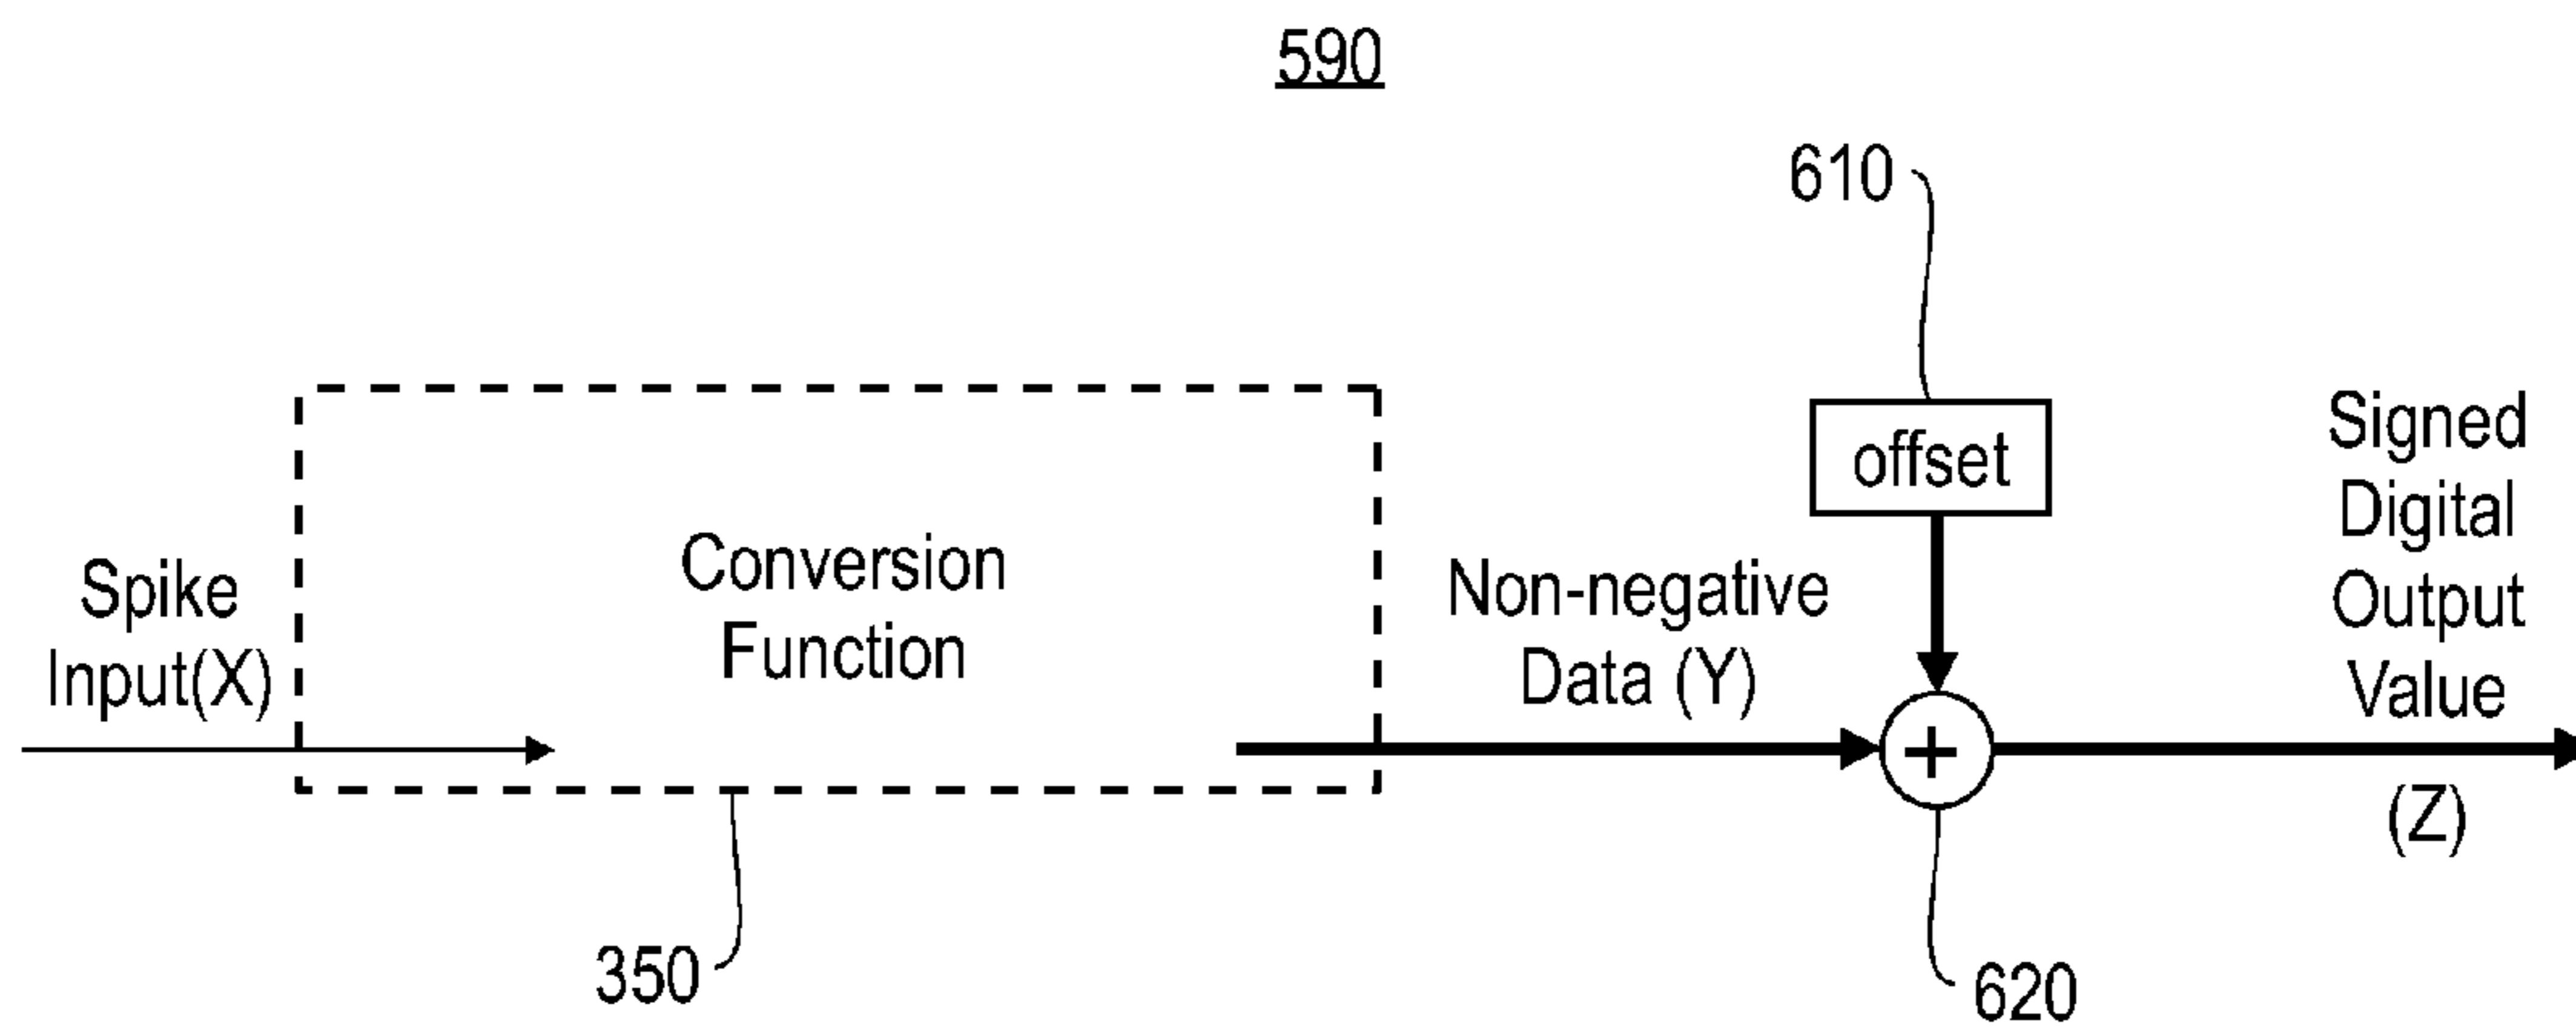 590
610
offset
Signed
Digital
Output
Value
(Z)
Spike
Input(X)
Conversion
Function
Non-negative
Data (Y)
+
350
620